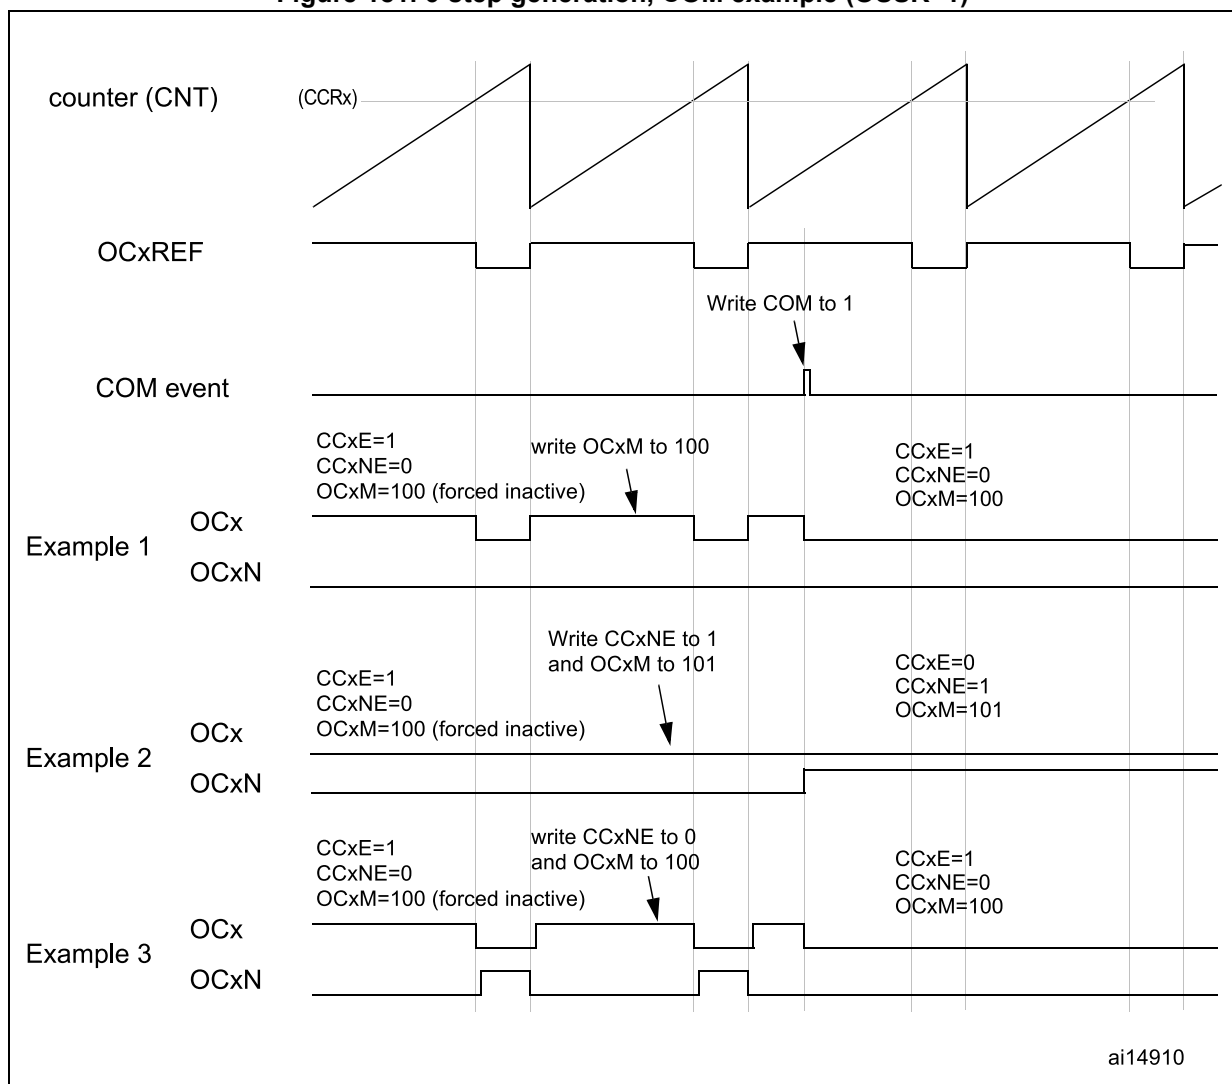 counter (CNT)
(CCRx)
OCxREF
Write COM to 1
COM event
CCxE=1
CCxNE=0
OCxM=100 (forced inactive)
write OCxM to 100
CCxE=1
CCxNE=0
OCxM=100
Example 1
OCx
OCxN
Write CCxNE to 1
and OCxM to 101
CCxE=1
CCxNE=0
OCxM=100 (forced inactive)
CCxE=0
CCxNE=1
OCxM=101
Example 2
OCx
OCxN
write CCxNE to 0
and OCxM to 100
CCxE=1
CCxNE=0
OCxM=100 (forced inactive)
CCxE=1
CCxNE=0
OCxM=100
Example 3
OCx
OCxN
ai14910